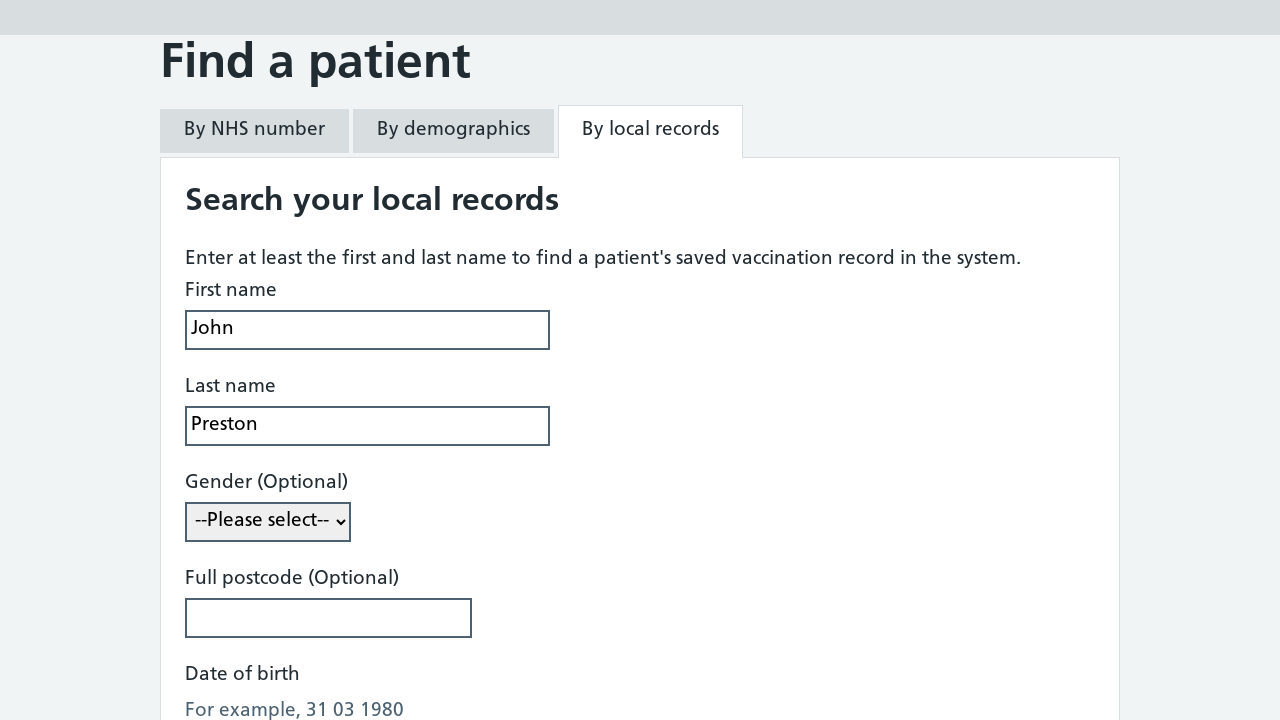 Find a patient
By NHS number
By demographics
By local records
Search your local records
Enter at least the first and last name to find a patient's saved vaccination record in the system.
First name
John
Last name
Preston
Gender (Optional)
--Please select--
Full postcode (Optional)
Date of birth
For example, 31 03 1980